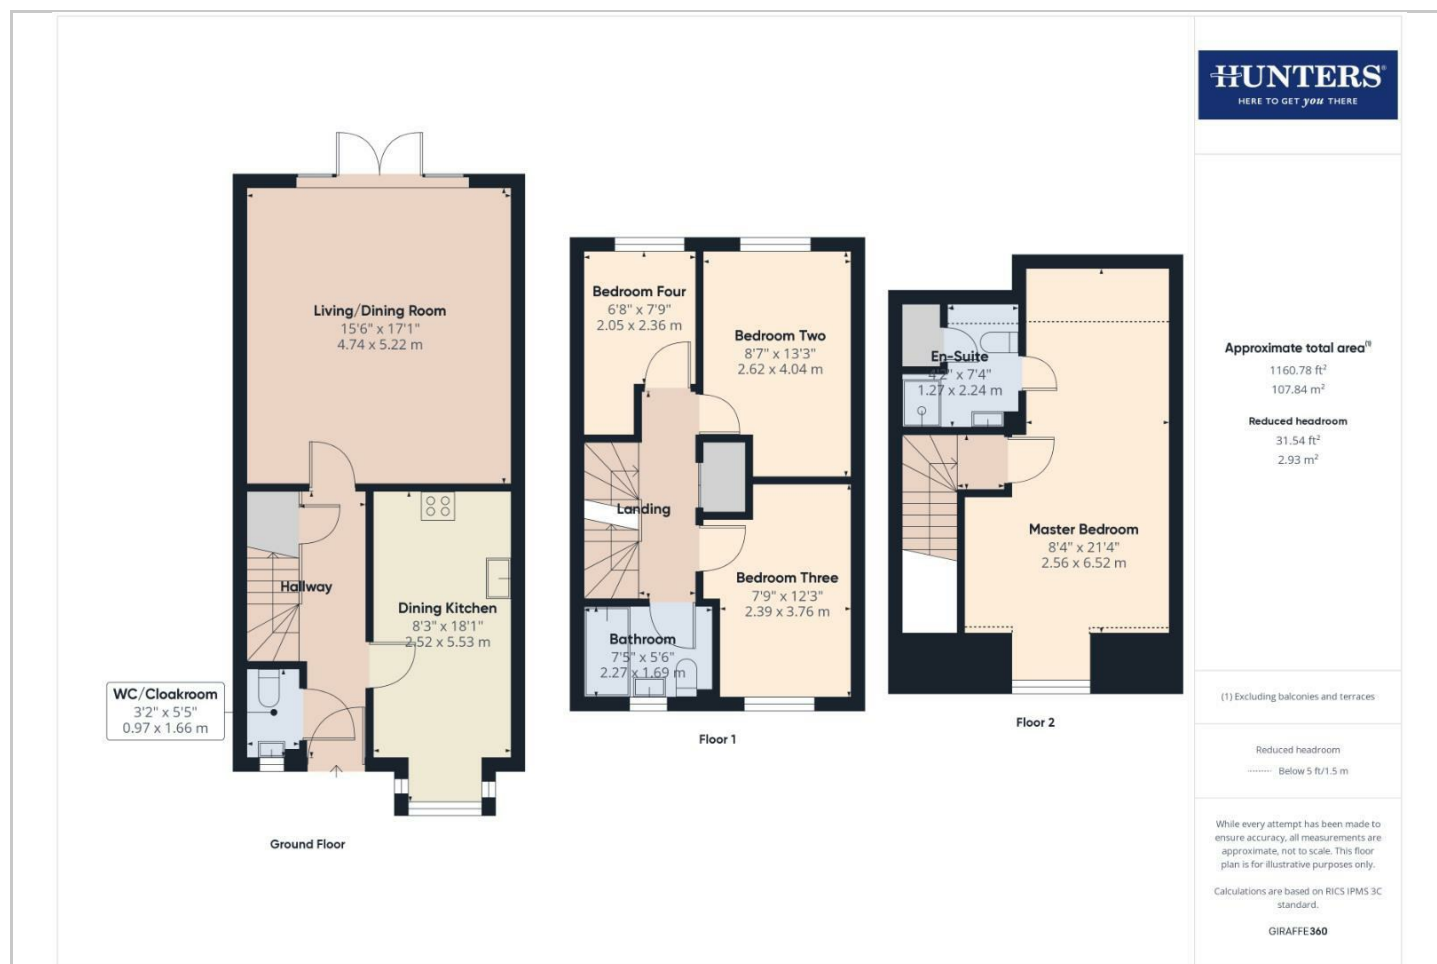 HUNTERS®
HERE TO GET you THERE
Living/Dining Room
15'6" x 17'1"
4.74 x 5.22 m
Hallway
Dining Kitchen
8'3" x 18'1"
2.52 x 5.53 m
WC/Cloakroom
3'2" x 5'5"
0.97 x 1.66 m
Ground Floor
Bedroom Four
6'8" x 7'9"
2.05 x 2.36 m
Bedroom Two
8'7" x 13'3"
2.62 x 4.04 m
Landing
Bedroom Three
7'9" x 12'3"
2.39 x 3.76 m
Bathroom
7'5" x 5'6"
2.27 x 1.69 m
Floor 1
En-Suite
4'2" x 7'4"
1.27 x 2.24 m
Master Bedroom
8'4" x 21'4"
2.56 x 6.52 m
Floor 2
Approximate total area⁽¹⁾
1160.78 ft²
107.84 m²
Reduced headroom
31.54 ft²
2.93 m²
(1) Excluding balconies and terraces
Reduced headroom
Below 5 ft/1.5 m
While every attempt has been made to
ensure accuracy, all measurements are
approximate, not to scale. This floor
plan is for illustrative purposes only.
Calculations are based on RICS IPMS 3C
standard.
GIRAFFE360